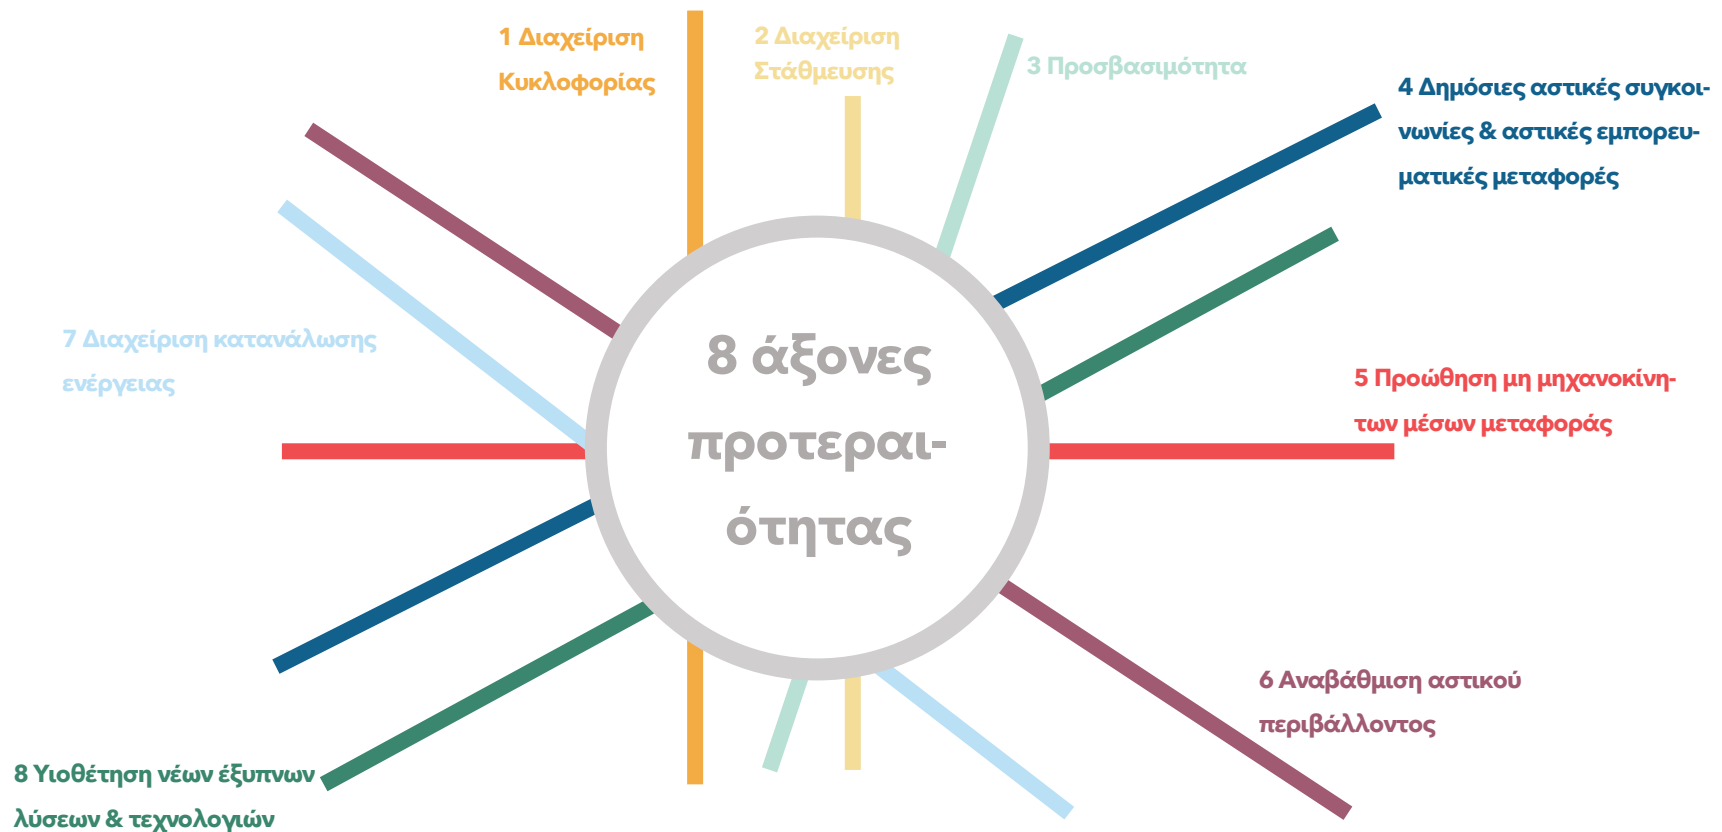 1 Διαχείριση
Κυκλοφορίας
2 Διαχείριση
Στάθμευσης
3 Προσβασιμότητα
4 Δημόσιες αστικές συγκοι-
νωνίες & αστικές εμπορευ-
ματικές μεταφορές
5 Προώθηση μη μηχανοκίνη-
των μέσων μεταφοράς
6 Αναβάθμιση αστικού
περιβάλλοντος
7 Διαχείριση κατανάλωσης
ενέργειας
8 Υιοθέτηση νέων έξυπνων
λύσεων & τεχνολογιών
8 άξονες
προτεραι-
ότητας